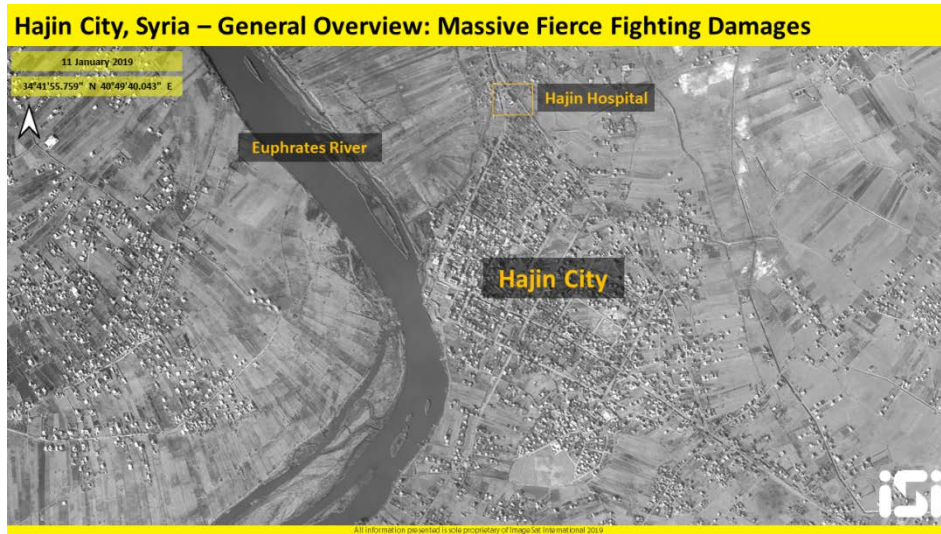 Hajin City, Syria – General Overview: Massive Fierce Fighting Damages
11 January 2019
34°41'55.759" N 40°49'40.043" E
Hajin Hospital
Euphrates River
Hajin City
iSi
All information presented is sole proprietary of ImageSat International 2019